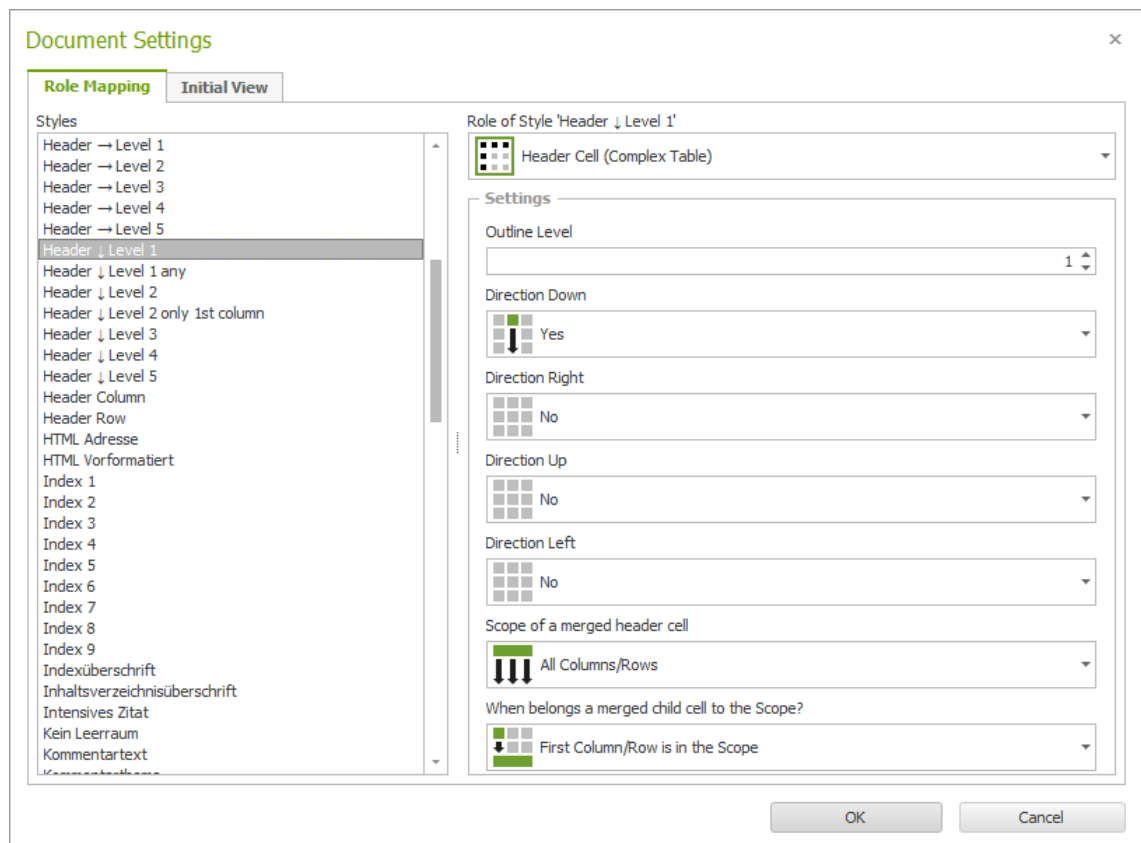 Document Settings
Role Mapping
Initial View
Styles
Header → Level 1
Header → Level 2
Header → Level 3
Header → Level 4
Header → Level 5
Header ↓ Level 1
Header ↓ Level 1 any
Header ↓ Level 2
Header ↓ Level 2 only 1st column
Header ↓ Level 3
Header ↓ Level 4
Header ↓ Level 5
Header Column
Header Row
HTML Adresse
HTML Vorformatiert
Index 1
Index 2
Index 3
Index 4
Index 5
Index 6
Index 7
Index 8
Index 9
Indexüberschrift
Inhaltsverzeichnisüberschrift
Intensives Zitat
Kein Leerraum
Kommentartext
Role of Style 'Header ↓ Level 1'
Header Cell (Complex Table)
Settings
Outline Level
1
Direction Down
Yes
Direction Right
No
Direction Up
No
Direction Left
No
Scope of a merged header cell
All Columns/Rows
When belongs a merged child cell to the Scope?
First Column/Row is in the Scope
OK
Cancel